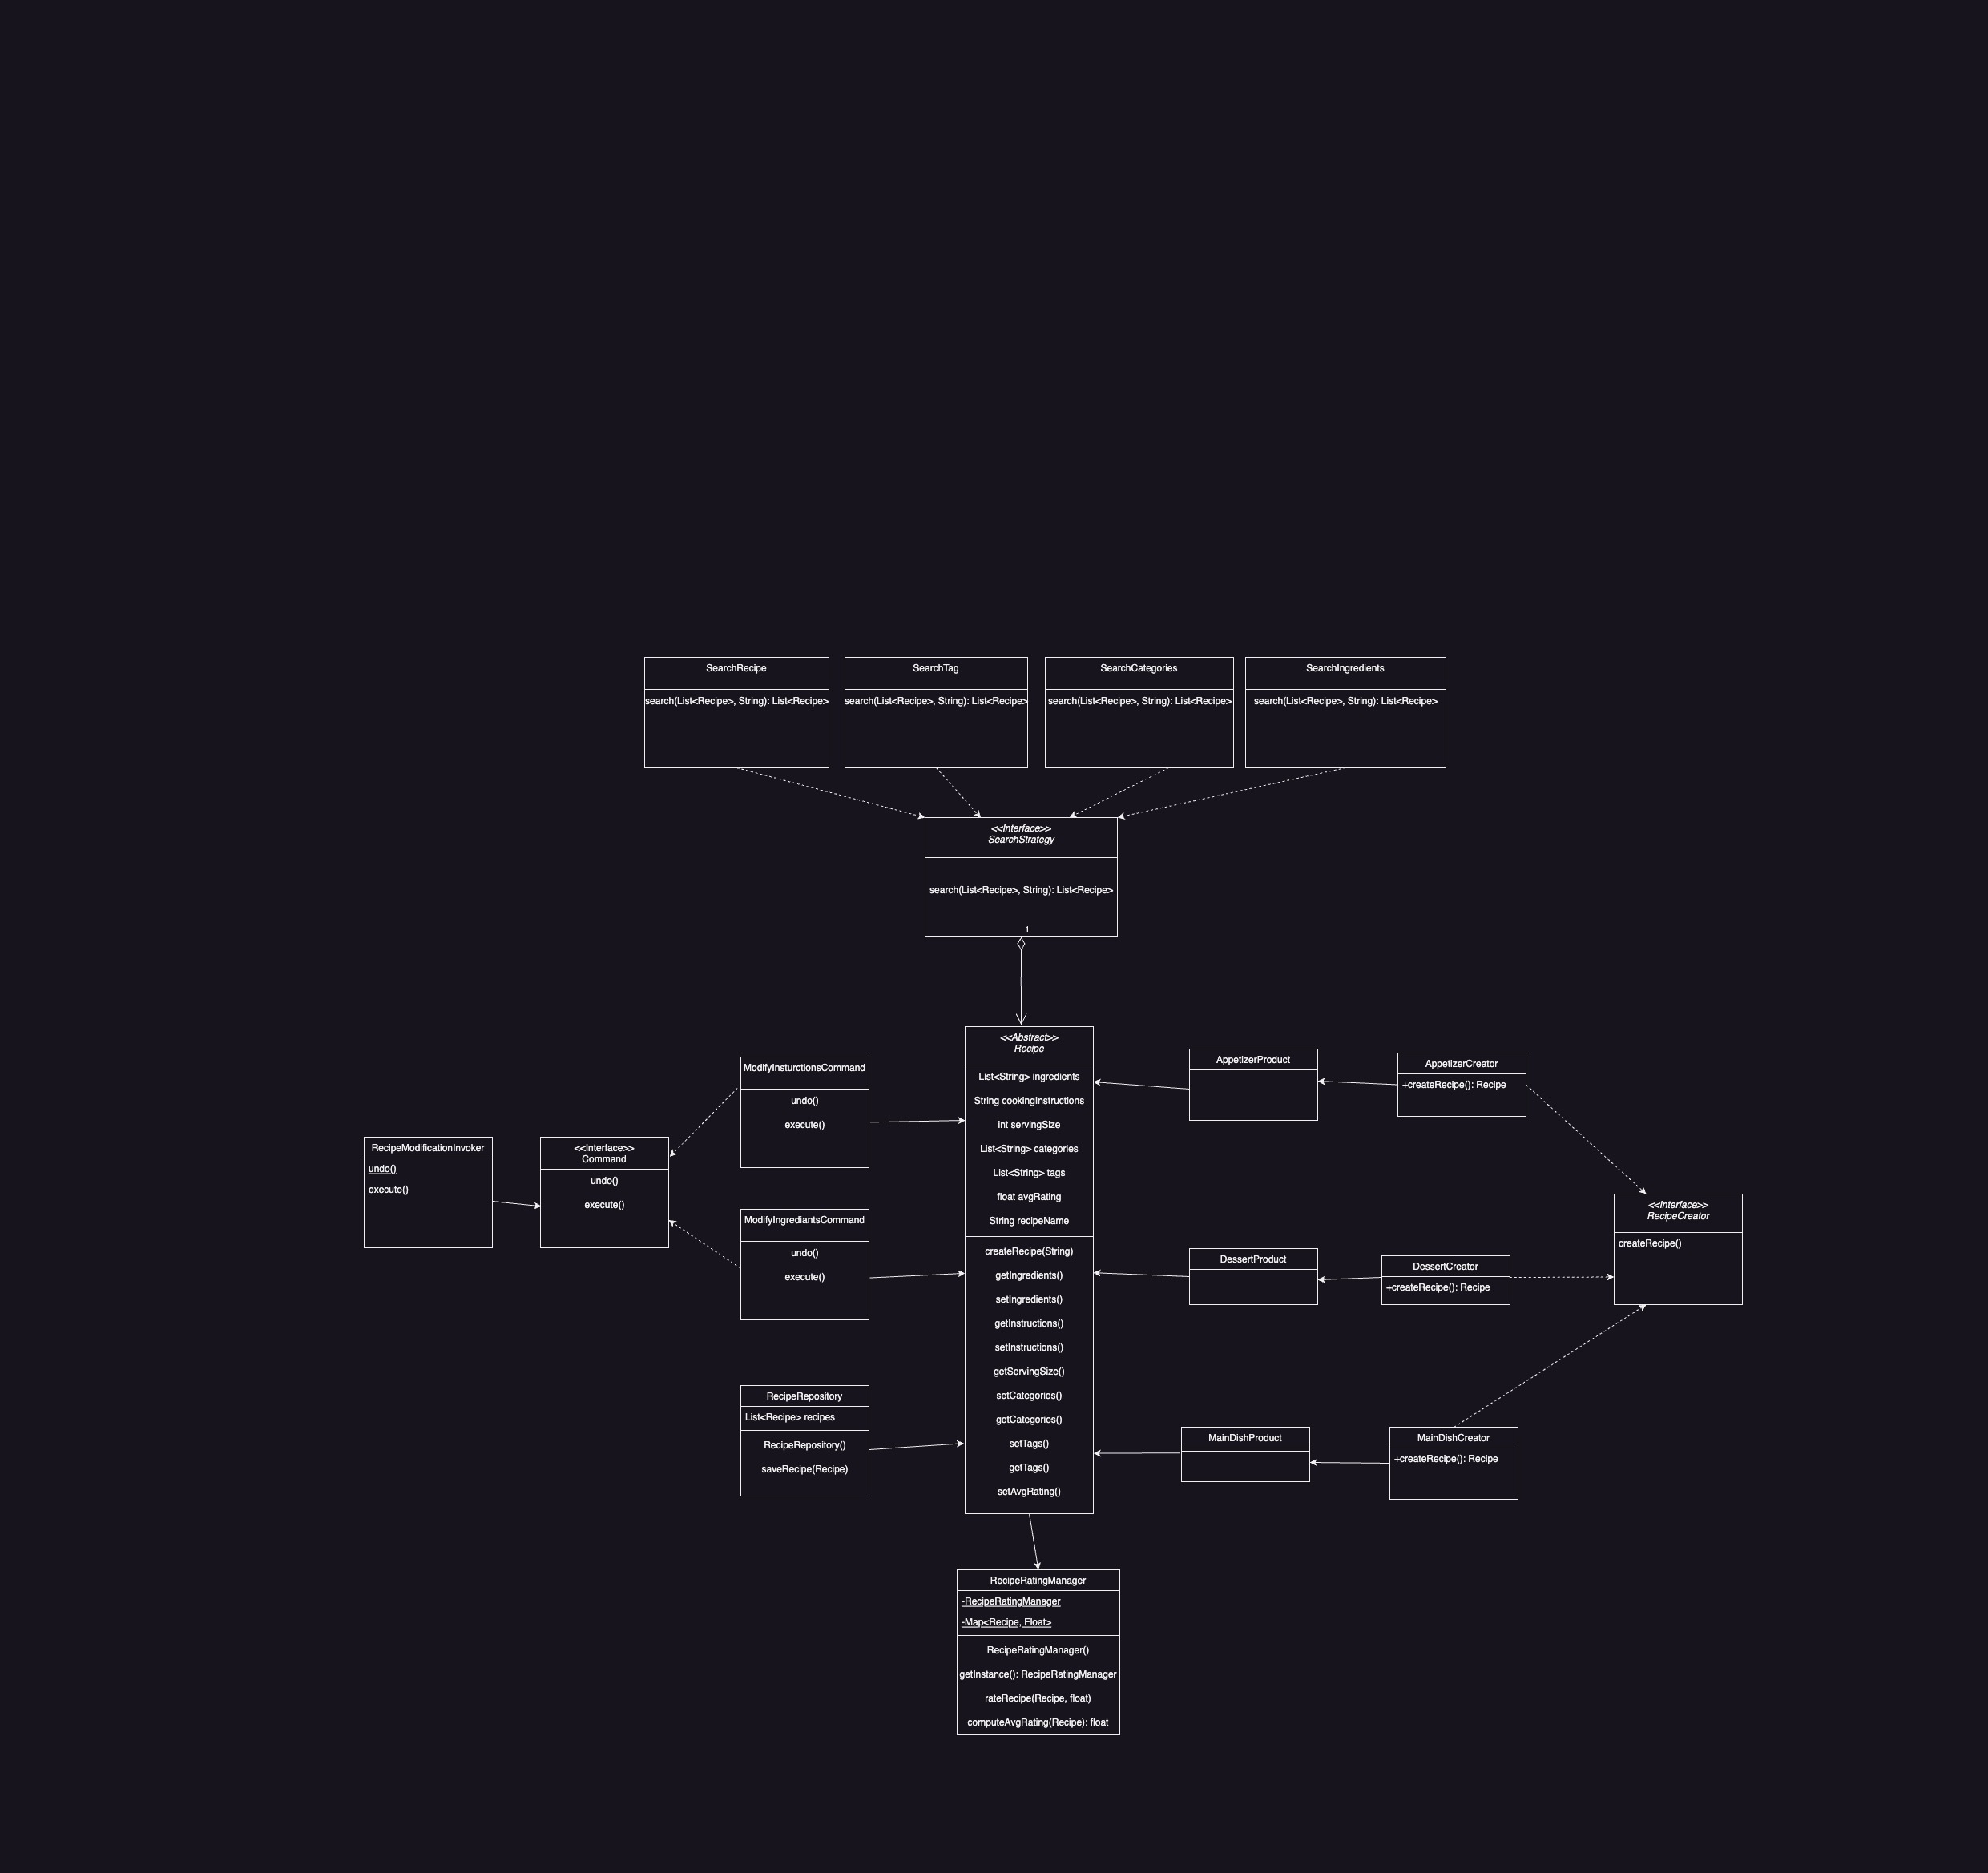 SearchRecipe
search(List<Recipe>, String): List<Recipe>
SearchTag
search(List<Recipe>, String): List<Recipe>
SearchCategories
search(List<Recipe>, String): List<Recipe>
SearchIngredients
search(List<Recipe>, String): List<Recipe>
<<Interface>>
SearchStrategy
search(List<Recipe>, String): List<Recipe>
1
RecipeModificationInvoker
undo()
execute()
<<Interface>>
Command
undo()
execute()
ModifyInsturctionsCommand
undo()
execute()
ModifyIngrediantsCommand
undo()
execute()
RecipeRepository
List<Recipe> recipes
RecipeRepository()
saveRecipe(Recipe)
<<Abstract>>
Recipe
List<String> ingredients
String cookingInstructions
int servingSize
List<String> categories
List<String> tags
float avgRating
String recipeName
createRecipe(String)
getIngredients()
setIngredients()
getInstructions()
setInstructions()
getServingSize()
setCategories()
getCategories()
setTags()
getTags()
setAvgRating()
AppetizerProduct
AppetizerCreator
+createRecipe(): Recipe
DessertProduct
DessertCreator
+createRecipe(): Recipe
MainDishProduct
MainDishCreator
+createRecipe(): Recipe
<<Interface>>
RecipeCreator
createRecipe()
RecipeRatingManager
-RecipeRatingManager
-Map<Recipe, Float>
RecipeRatingManager()
getInstance(): RecipeRatingManager
rateRecipe(Recipe, float)
computeAvgRating(Recipe): float